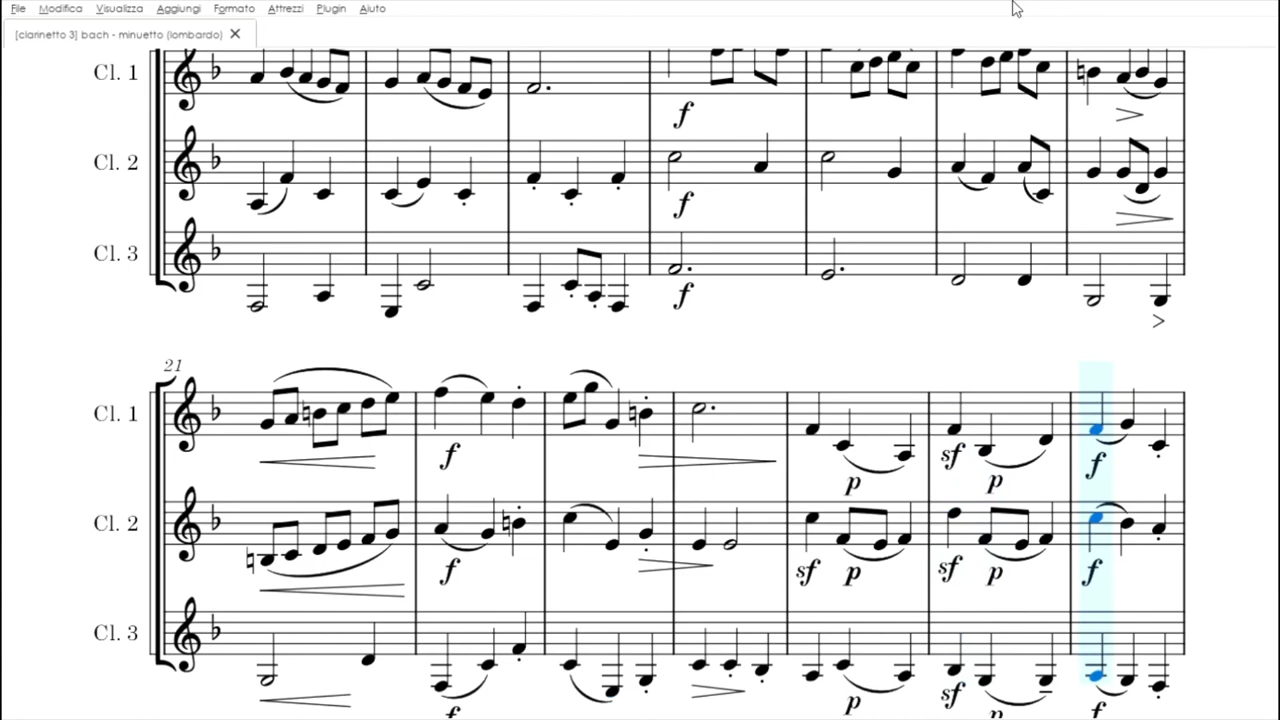 File Modifica Visualizza Aggiungi Formato Attrezzi Plugin Aiuto
[clarinetto 3] bach - minuetto (lombardo)
Cl. 1
f
Cl. 2
f
Cl. 3
f
21
Cl. 1
f p sf p f
Cl. 2
f sf p sf p f
Cl. 3
f p sf p f